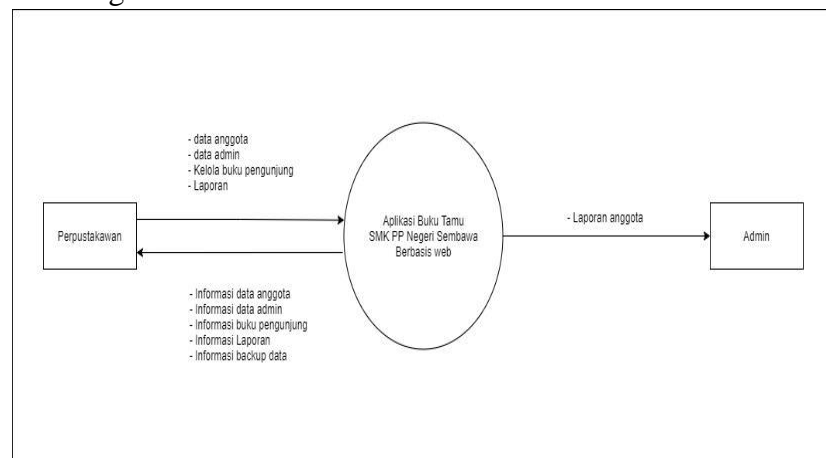 - data anggota
- data admin
- Kelola buku pengunjung
- Laporan
Perpustakawan
Aplikasi Buku Tamu
SMK PP Negeri Sembawa
Berbasis web
- Laporan anggota
Admin
- Informasi data anggota
- Informasi data admin
- Informasi buku pengunjung
- Informasi Laporan
- Informasi backup data